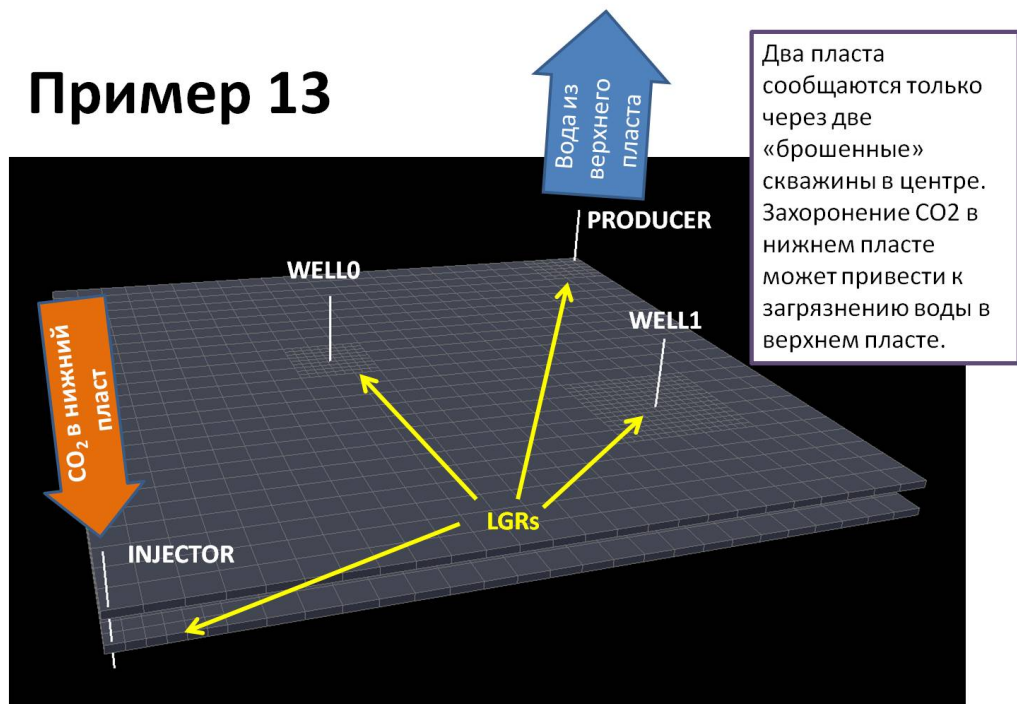 Пример 13
Вода из
верхнего
пласта
Два пласта
сообщаются только
через две
«брошенные»
скважины в центре.
Захоронение СО2 в
нижнем пласте
может привести к
загрязнению воды в
верхнем пласте.
PRODUCER
WELL0
WELL1
CO₂ в нижний
пласт
LGRs
INJECTOR